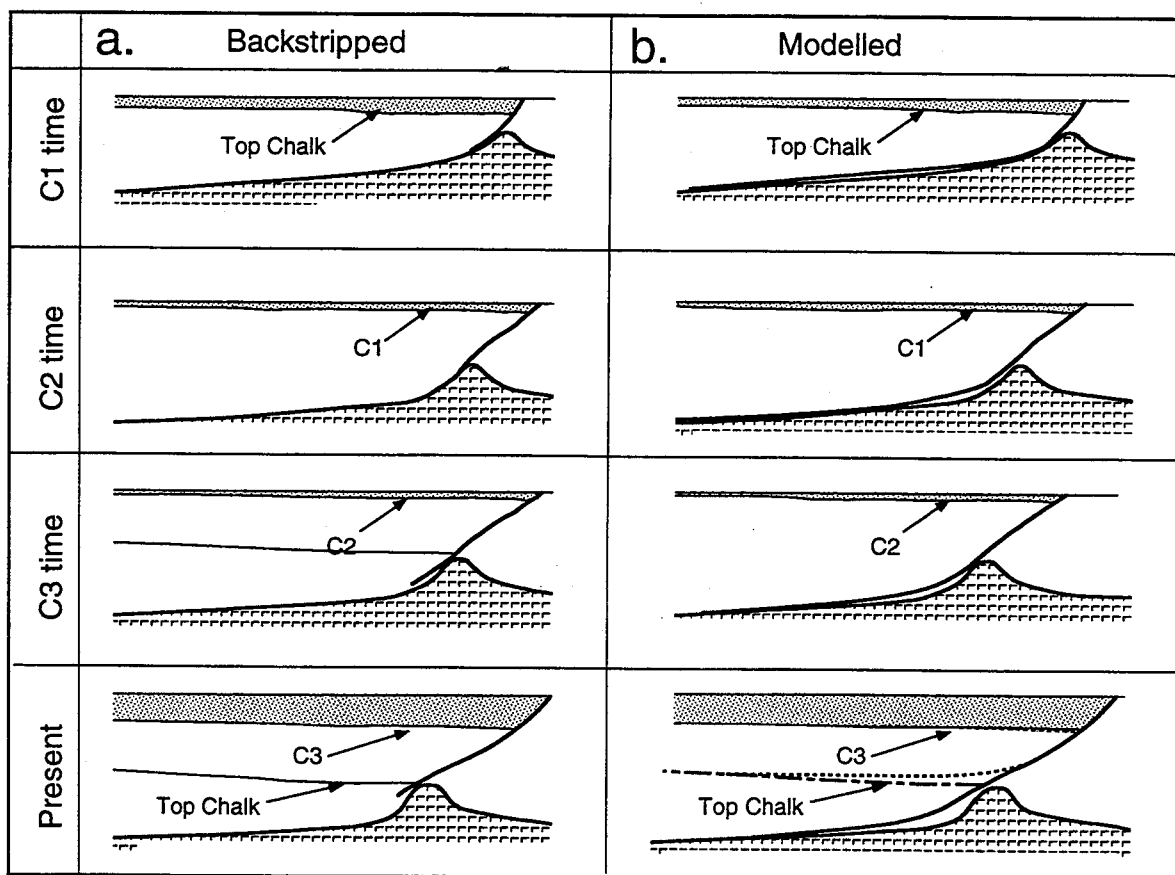 a. Backstripped
b. Modelled
C1 time
Top Chalk
Top Chalk
C2 time
C1
C1
C3 time
C2
C2
Present
C3
Top Chalk
C3
Top Chalk